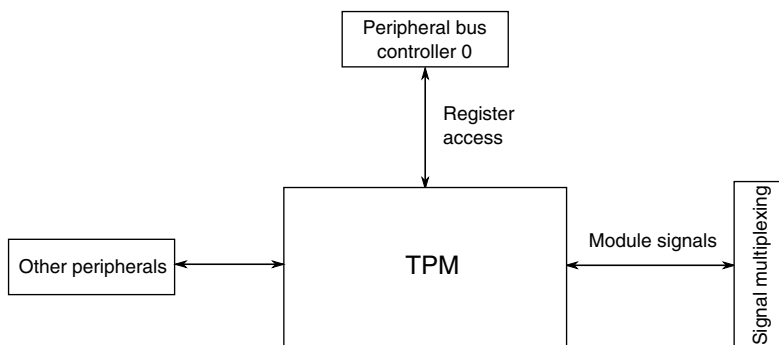 Peripheral bus
controller 0
Register
access
Other peripherals
TPM
Module signals
Signal multiplexing